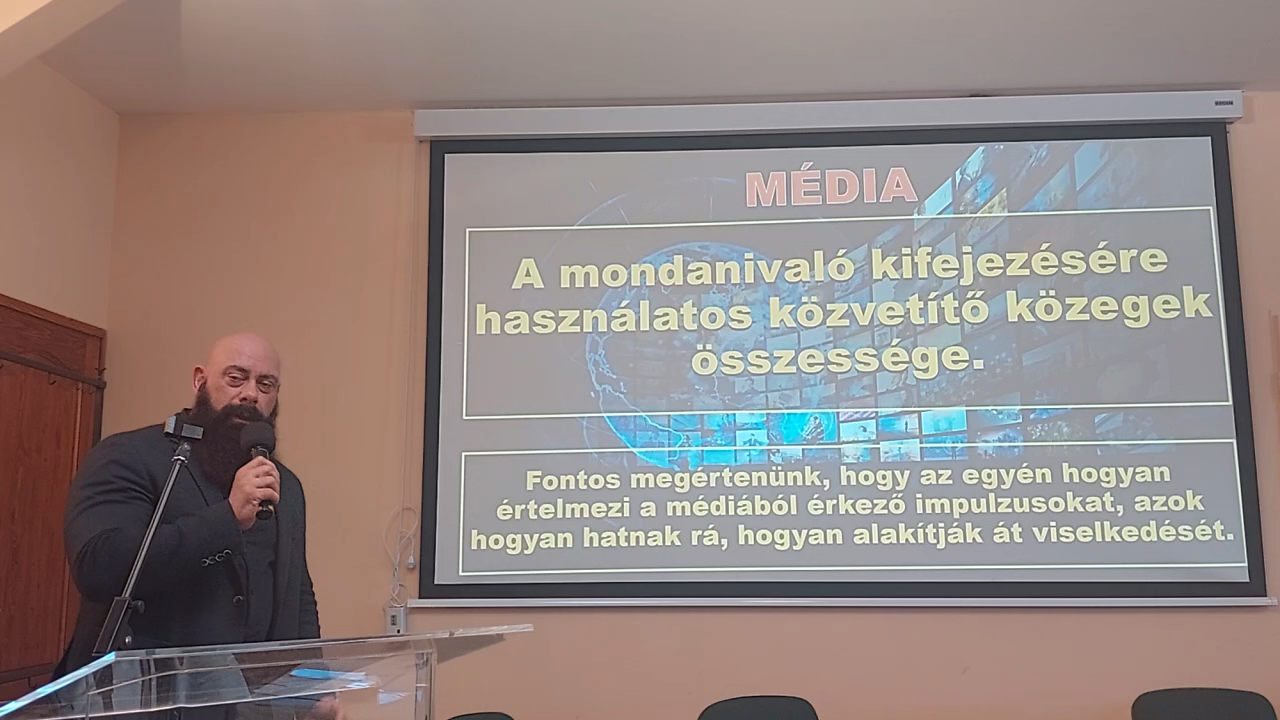 MÉDIA
A mondanivaló kifejezésére
használatos közvetítő közegek
összessége.
Fontos megértenünk, hogy az egyén hogyan
értelmezi a médiából érkező impulzusokat, azok
hogyan hatnak rá, hogyan alakítják át viselkedését.